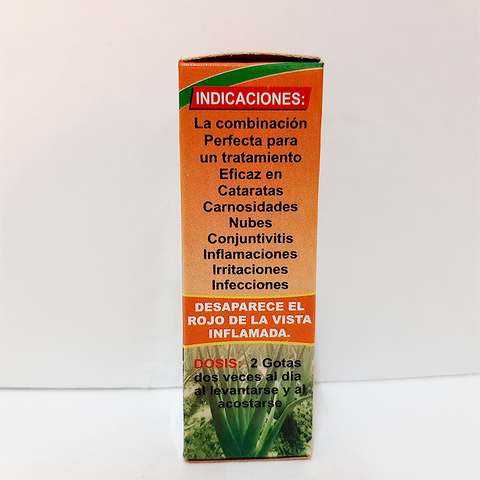 INDICACIONES:
La combinación
Perfecta para
un tratamiento
Eficaz en
Cataratas
Carnosidades
Nubes
Conjuntivitis
Inflamaciones
Irritaciones
Infecciones
DESAPARECE EL
ROJO DE LA VISTA
INFLAMADA.
DOSIS: 2 Gotas
dos veces al dia
al levantarse y al
acostarse